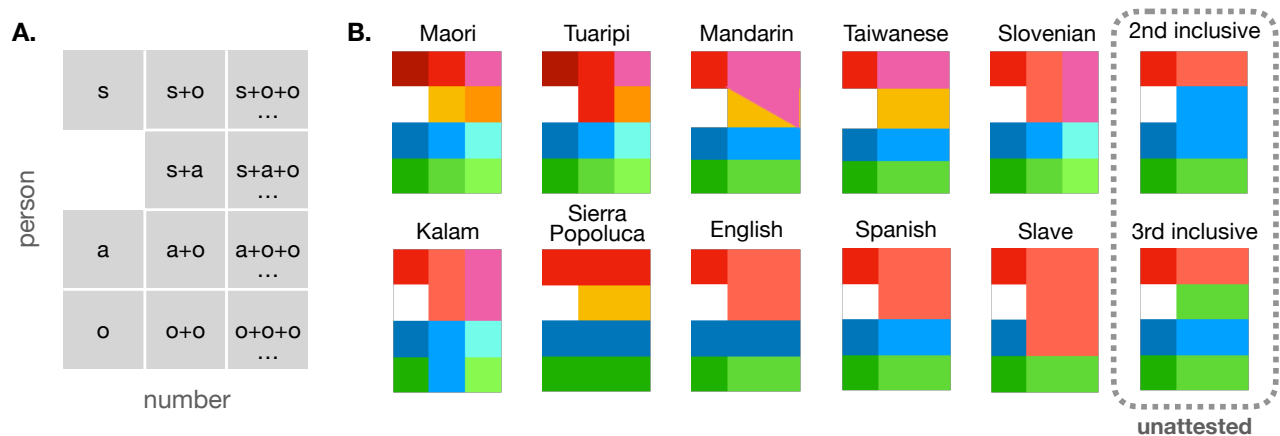 A.
s
s+o
s+o+o
...
s+a
s+a+o
...
a
a+o
a+o+o
...
o
o+o
o+o+o
...
person
number
B.
Maori
Tuaripi
Mandarin
Taiwanese
Slovenian
2nd inclusive
Kalam
Sierra
Popoluca
English
Spanish
Slave
3rd inclusive
unattested